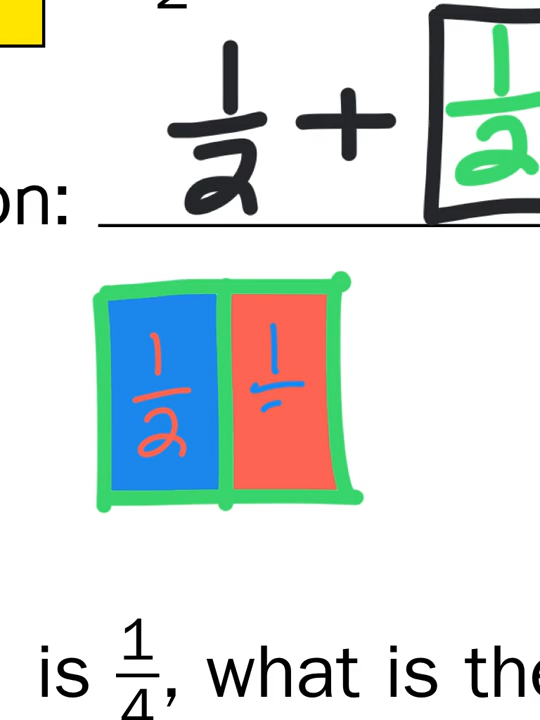 2
1/2 + 1/2
on:
1/2 1
is 1/4, what is the